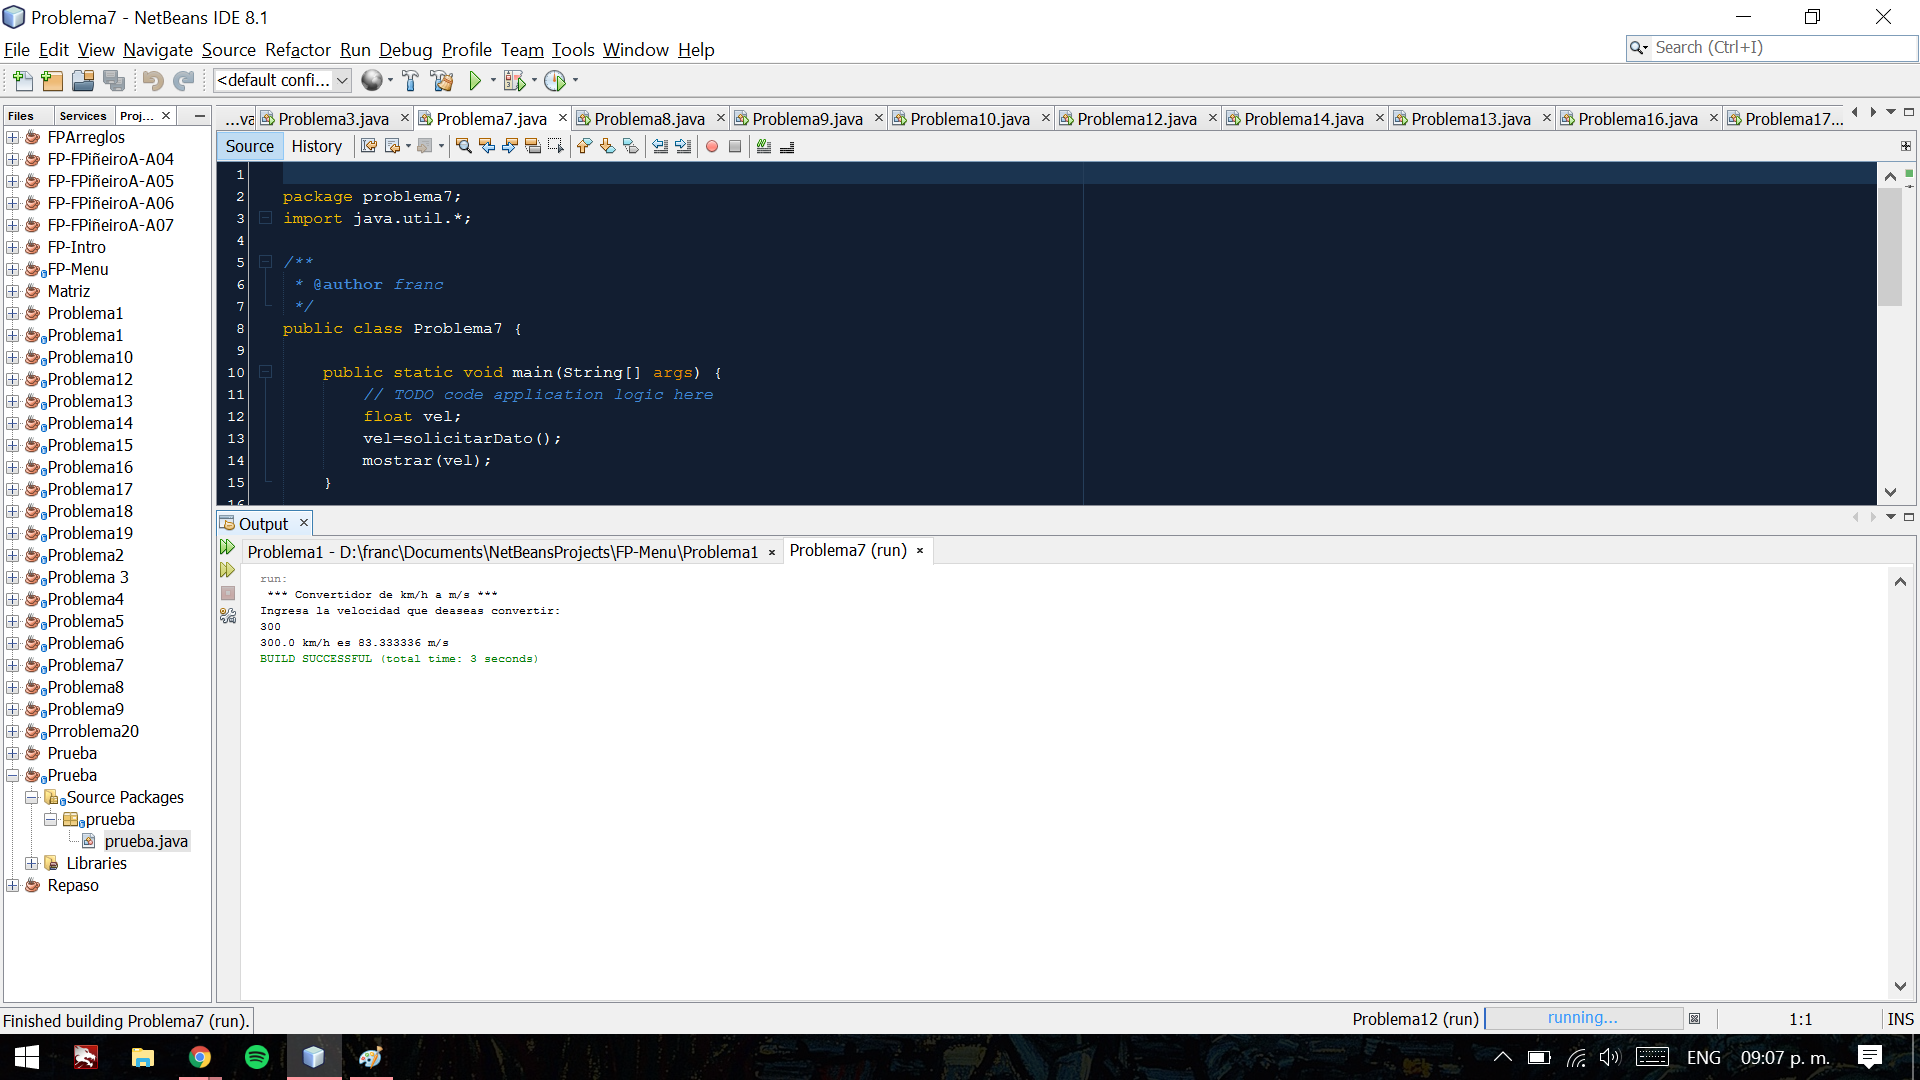 Problema7 - NetBeans IDE 8.1
File Edit View Navigate Source Refactor Run Debug Profile Team Tools Window Help
Search (Ctrl+I)
<default confi...
Files Services Proj...
...va Problema3.java Problema7.java Problema8.java Problema9.java Problema10.java Problema12.java Problema14.java Problema13.java Problema16.java Problema17...
Source History
FPArreglos
FP-FPiñeiroA-A04
FP-FPiñeiroA-A05
FP-FPiñeiroA-A06
FP-FPiñeiroA-A07
FP-Intro
FP-Menu
Matriz
Problema1
Problema1
Problema10
Problema12
Problema13
Problema14
Problema15
Problema16
Problema17
Problema18
Problema19
Problema2
Problema 3
Problema4
Problema5
Problema6
Problema7
Problema8
Problema9
Prroblema20
Prueba
Prueba
Source Packages
prueba
prueba.java
Libraries
Repaso
1
2 package problema7;
3 import java.util.*;
4
5 /**
6 * @author franc
7 */
8 public class Problema7 {
9
10 public static void main(String[] args) {
11 // TODO code application logic here
12 float vel;
13 vel=solicitarDato();
14 mostrar(vel);
15 }
16
Output
Problema1 - D:\franc\Documents\NetBeansProjects\FP-Menu\Problema1 Problema7 (run)
run:
*** Convertidor de km/h a m/s ***
Ingresa la velocidad que deaseas convertir:
300
300.0 km/h es 83.333336 m/s
BUILD SUCCESSFUL (total time: 3 seconds)
Finished building Problema7 (run).
Problema12 (run) running... 1:1 INS
ENG 09:07 p. m.